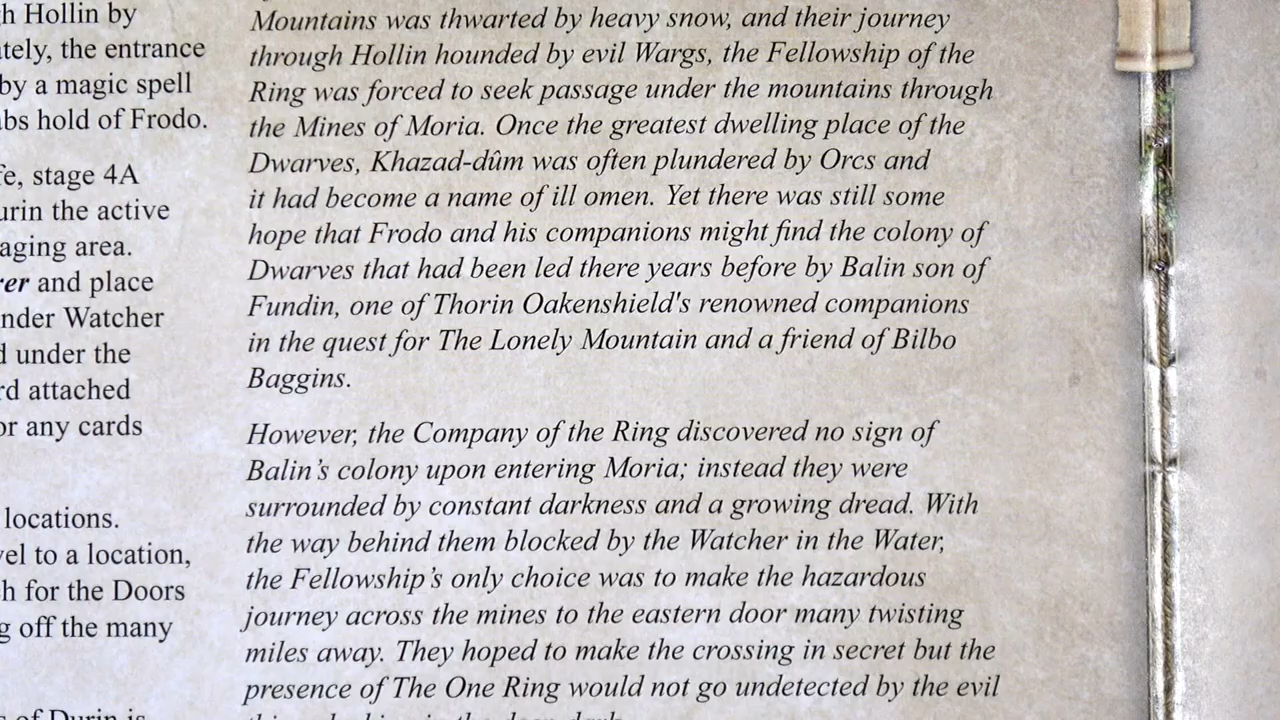 h Hollin by
ately, the entrance
by a magic spell
abs hold of Frodo.
fe, stage 4A
urin the active
aging area.
rer and place
nder Watcher
d under the
rd attached
or any cards
locations.
vel to a location,
h for the Doors
g off the many
s of Durin is
Mountains was thwarted by heavy snow, and their journey
through Hollin hounded by evil Wargs, the Fellowship of the
Ring was forced to seek passage under the mountains through
the Mines of Moria. Once the greatest dwelling place of the
Dwarves, Khazad-dûm was often plundered by Orcs and
it had become a name of ill omen. Yet there was still some
hope that Frodo and his companions might find the colony of
Dwarves that had been led there years before by Balin son of
Fundin, one of Thorin Oakenshield's renowned companions
in the quest for The Lonely Mountain and a friend of Bilbo
Baggins.
However, the Company of the Ring discovered no sign of
Balin’s colony upon entering Moria; instead they were
surrounded by constant darkness and a growing dread. With
the way behind them blocked by the Watcher in the Water,
the Fellowship’s only choice was to make the hazardous
journey across the mines to the eastern door many twisting
miles away. They hoped to make the crossing in secret but the
presence of The One Ring would not go undetected by the evil